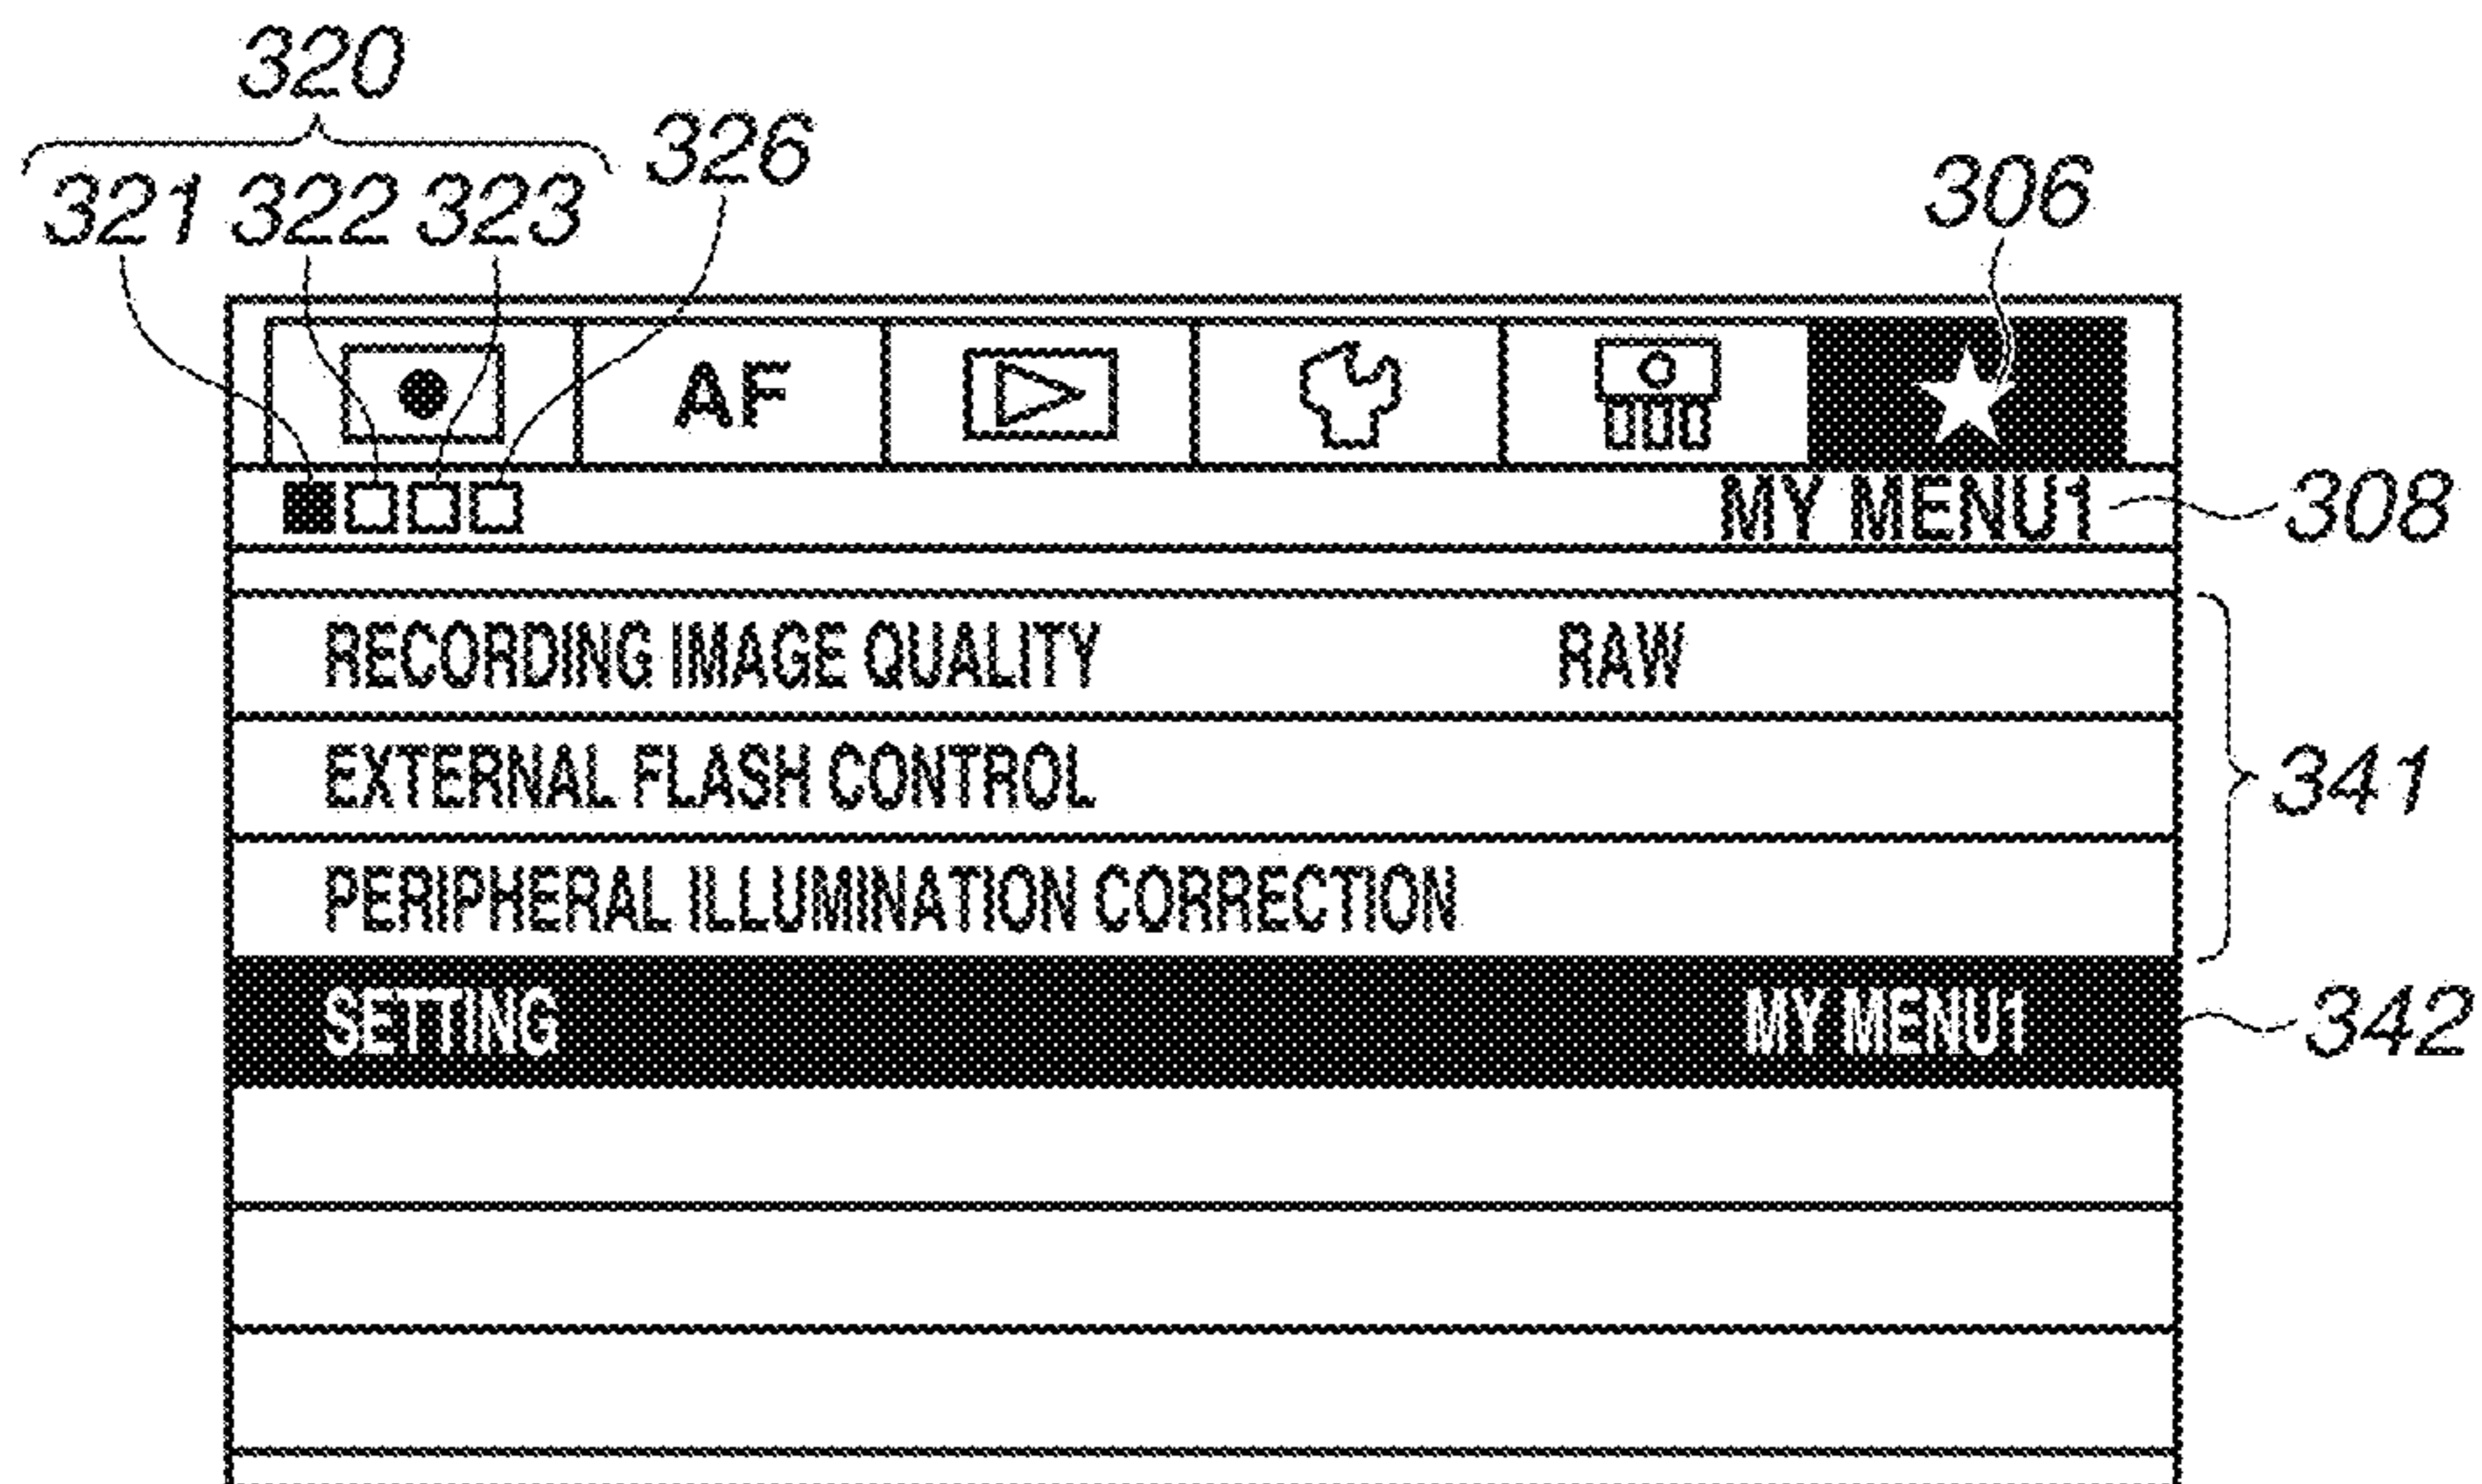 320
326
321 322 323
306
AF
MY MENU1
308
RECORDING IMAGE QUALITY RAW
EXTERNAL FLASH CONTROL
341
PERIPHERAL ILLUMINATION CORRECTION
SETTING MY MENU1
342